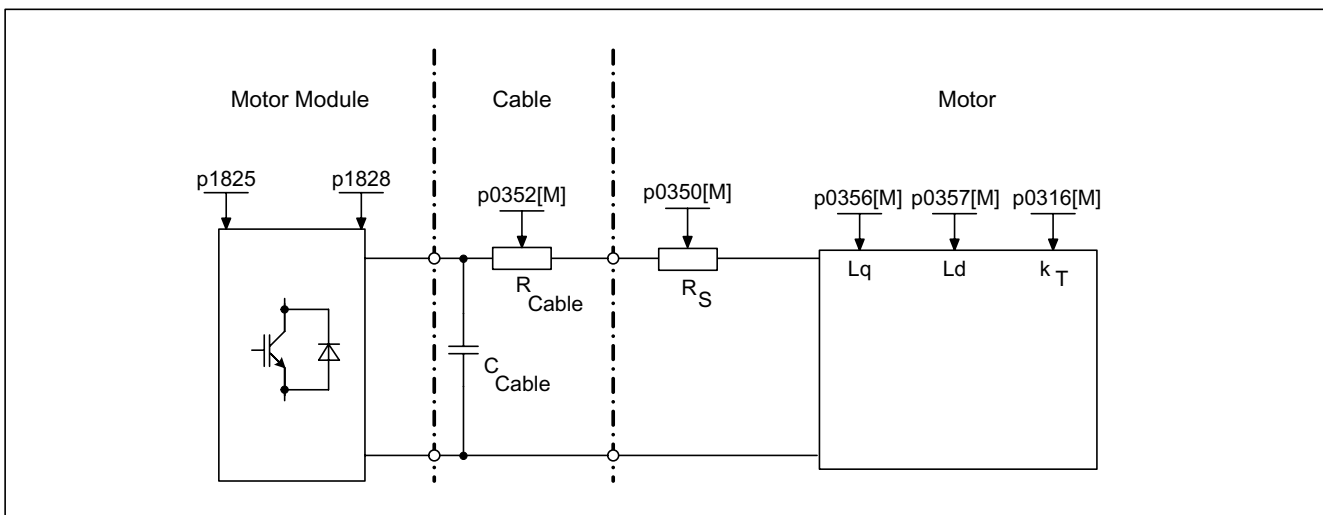 Motor Module
Cable
Motor
p1825
p1828
p0352[M]
p0350[M]
p0356[M]
p0357[M]
p0316[M]
Lq
Ld
k T
R Cable
R S
C Cable